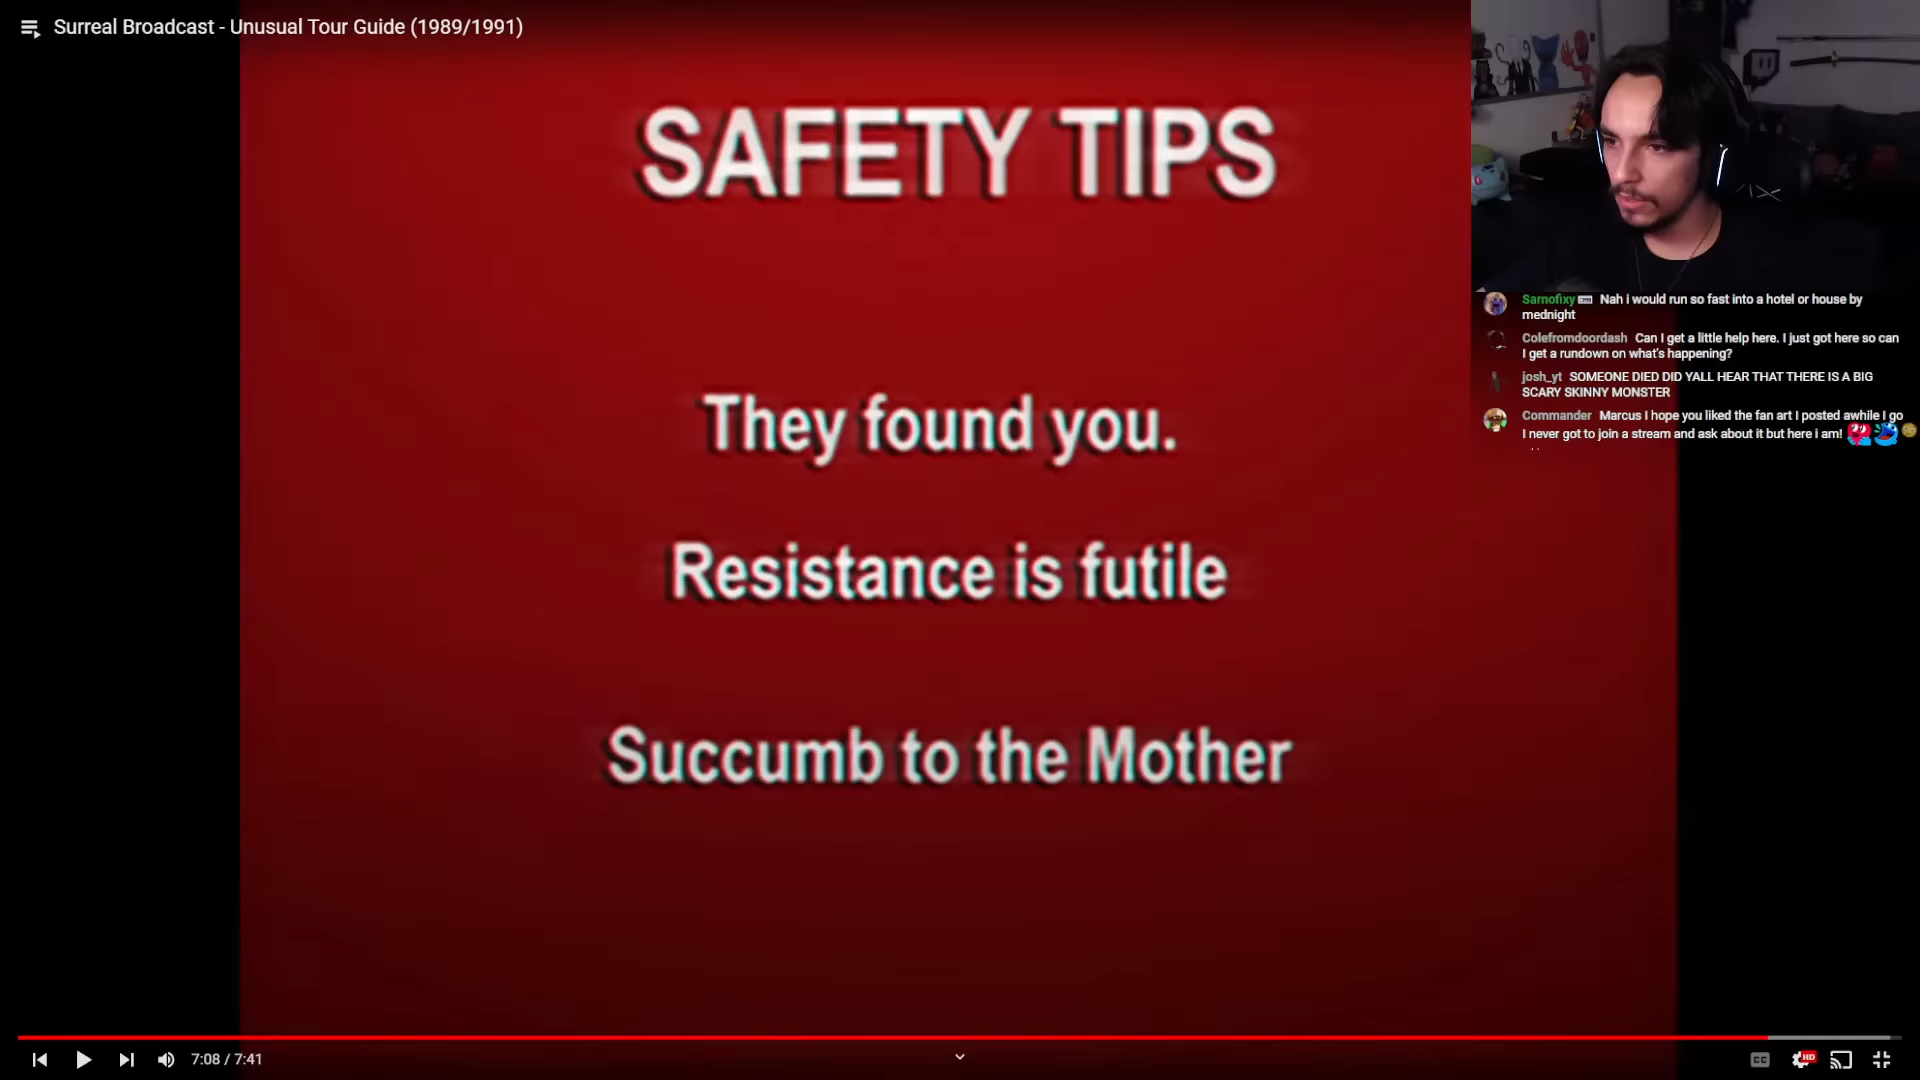 Surreal Broadcast - Unusual Tour Guide (1989/1991)
SAFETY TIPS
They found you.
Resistance is futile
Succumb to the Mother
Sarnofixy Nah i would run so fast into a hotel or house by
mednight
Colefromdoordash Can I get a little help here. I just got here so can
I get a rundown on what's happening?
josh_yt SOMEONE DIED DID YALL HEAR THAT THERE IS A BIG
SCARY SKINNY MONSTER
Commander Marcus I hope you liked the fan art I posted awhile I go
I never got to join a stream and ask about it but here i am!
7:08 / 7:41
CC
HD